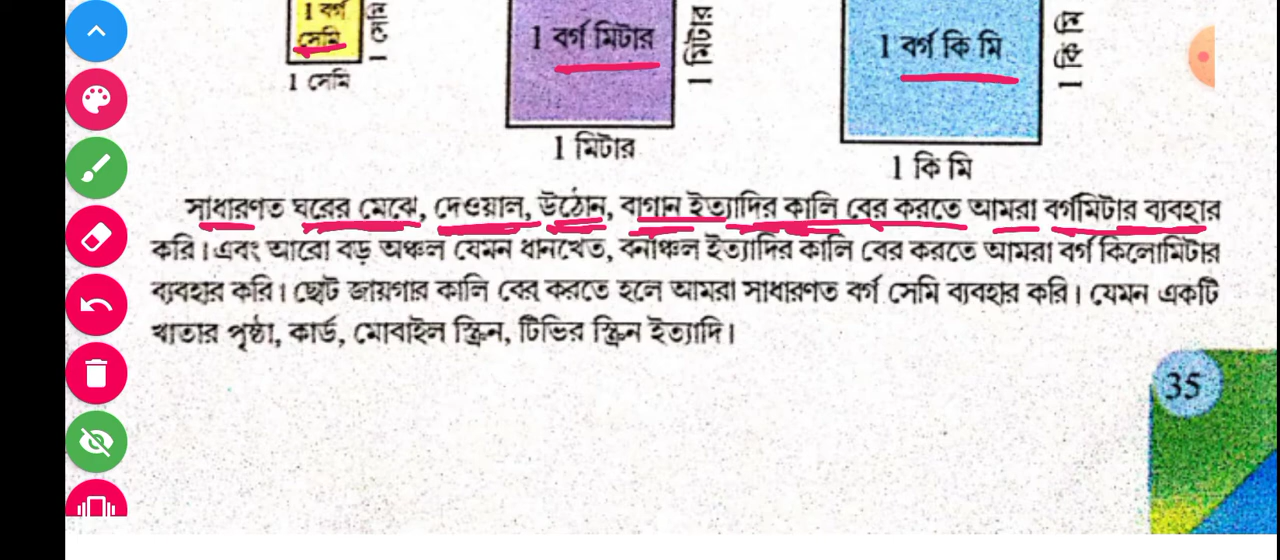 1 বর্গ
সেমি
1 সেমি
1 সেমি
1 বর্গ মিটার
1 মিটার
1 মিটার
1 বর্গ কি মি
1 কি মি
1 কি মি
সাধারণত ঘরের মেঝে, দেওয়াল, উঠোন, বাগান ইত্যাদির কালি বের করতে আমরা বর্গমিটার ব্যবহার
করি। এবং আরো বড় অঞ্চল যেমন ধানখেত, বনাঞ্চল ইত্যাদির কালি বের করতে আমরা বর্গ কিলোমিটার
ব্যবহার করি। ছোট জায়গার কালি বের করতে হলে আমরা সাধারণত বর্গ সেমি ব্যবহার করি। যেমন একটি
খাতার পৃষ্ঠা, কার্ড, মোবাইল স্ক্রিন, টিভির স্ক্রিন ইত্যাদি।
35